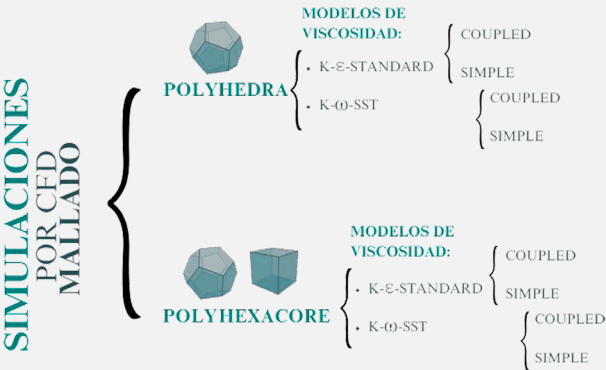 SIMULACIONES
POR CFD
MALLADO
POLYHEDRA
MODELOS DE
VISCOSIDAD:
• K-ε-STANDARD
COUPLED
SIMPLE
• K-ω-SST
COUPLED
SIMPLE
POLYHEXACORE
MODELOS DE
VISCOSIDAD:
• K-ε-STANDARD
COUPLED
SIMPLE
• K-ω-SST
COUPLED
SIMPLE